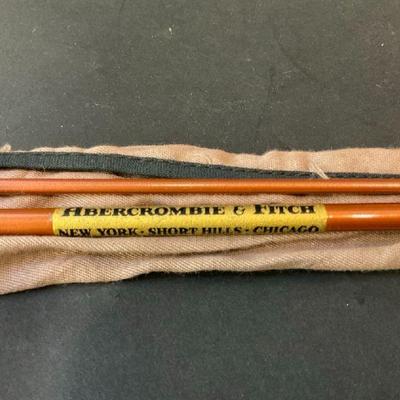 ABERCROMBIE & FITCH
NEW YORK · SHORT HILLS · CHICAGO